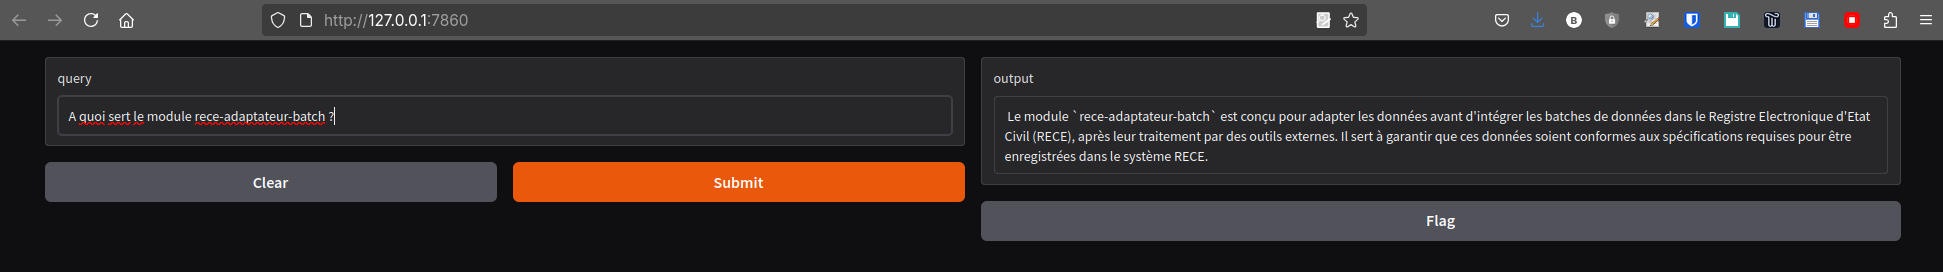 http://127.0.0.1:7860
query
A quoi sert le module rece-adaptateur-batch ?
Clear
Submit
output
Le module `rece-adaptateur-batch` est conçu pour adapter les données avant d'intégrer les batches de données dans le Registre Electronique d'Etat
Civil (RECE), après leur traitement par des outils externes. Il sert à garantir que ces données soient conformes aux spécifications requises pour être
enregistrées dans le système RECE.
Flag